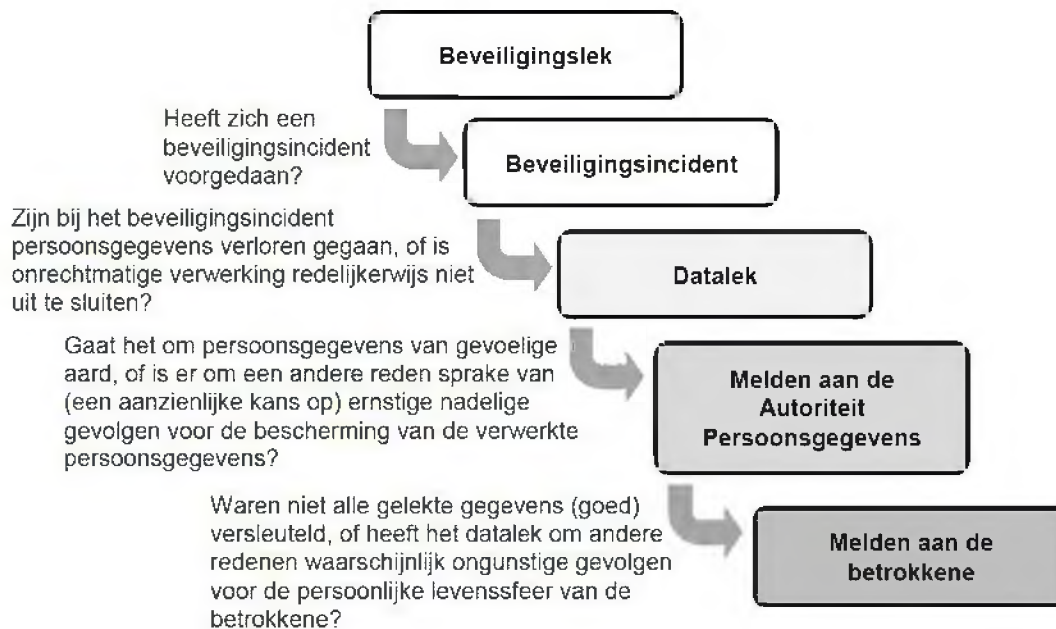 Beveiligingslek
Heeft zich een
beveiligingsincident
voorgedaan?
Beveiligingsincident
Zijn bij het beveiligingsincident
persoonsgegevens verloren gegaan, of is
onrechtmatige verwerking redelijkerwijs niet
uit te sluiten?
Datalek
Gaat het om persoonsgegevens van gevoelige
aard, of is er om een andere reden sprake van
(een aanzienlijke kans op) ernstige nadelige
gevolgen voor de bescherming van de verwerkte
persoonsgegevens?
Melden aan de
Autoriteit
Persoonsgegevens
Waren niet alle gelekte gegevens (goed)
versleuteld, of heeft het datalek om andere
redenen waarschijnlijk ongunstige gevolgen
voor de persoonlijke levenssfeer van de
betrokkene?
Melden aan de
betrokkene